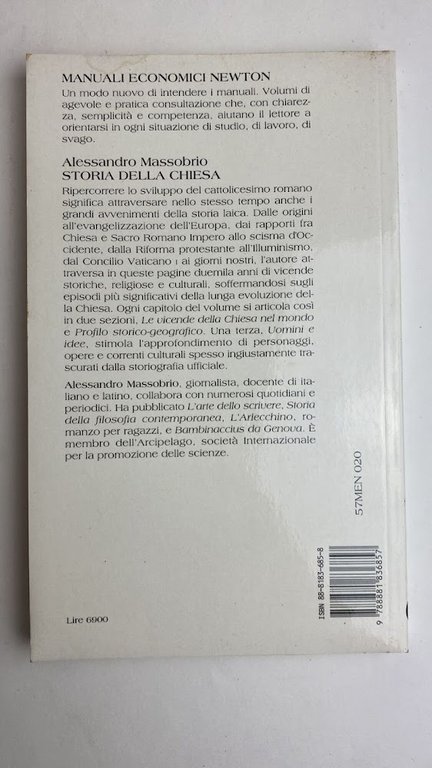 MANUALI ECONOMICI NEWTON
Un modo nuovo di intendere i manuali. Volumi di
agevole e pratica consultazione che, con chiarez-
za, semplicità e competenza, aiutano il lettore a
orientarsi in ogni situazione di studio, di lavoro, di
svago.
Alessandro Massobrio
STORIA DELLA CHIESA
Ripercorrere lo sviluppo del cattolicesimo romano
significa attraversare nello stesso tempo anche i
grandi avvenimenti della storia laica. Dalle origini
all'evangelizzazione dell'Europa, dai rapporti fra
Chiesa e Sacro Romano Impero allo scisma d'Oc-
cidente, dalla Riforma protestante all'Illuminismo,
dal Concilio Vaticano I ai giorni nostri, l'autore at-
traversa in queste pagine duemila anni di vicende
storiche, religiose e culturali, soffermandosi sugli
episodi più significativi della lunga evoluzione del-
la Chiesa. Ogni capitolo del volume si articola così
in due sezioni, Le vicende della Chiesa nel mondo
e Profilo storico-geografico. Una terza, Uomini e
idee, stimola l'approfondimento di personaggi,
opere e correnti culturali spesso ingiustamente tra-
scurati dalla storiografia ufficiale.
Alessandro Massobrio, giornalista, docente di ita-
liano e latino, collabora con numerosi quotidiani e
periodici. Ha pubblicato L'arte dello scrivere, Storia
della filosofia contemporanea, L'Arlecchino, ro-
manzo per ragazzi, e Bambinaccius da Genova. È
membro dell'Arcipelago, società Internazionale
per la promozione delle scienze.
57MEN 020
ISBN 88-8183-685-8
9 788881 836857
Lire 6900